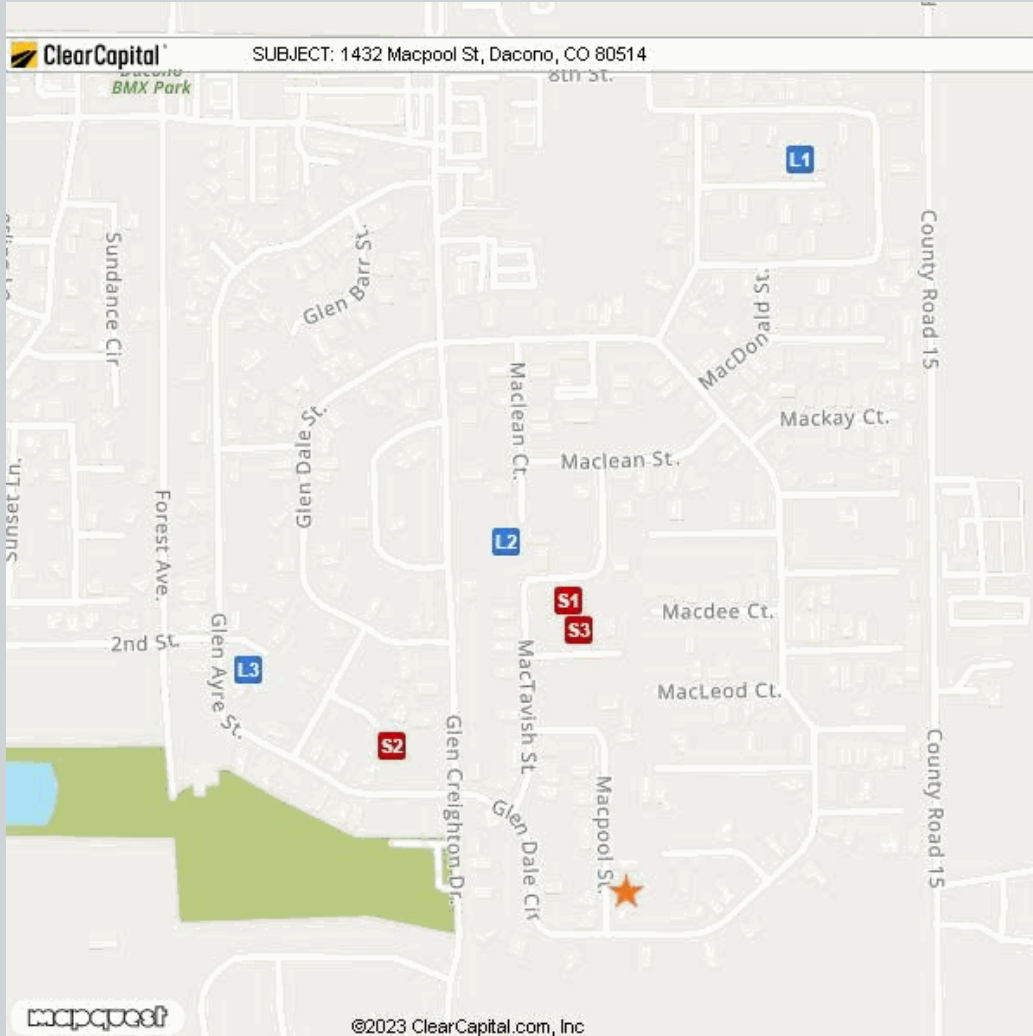 ClearCapital
SUBJECT: 1432 Macpool St, Dacono, CO 80514
Dacono
BMX Park
8th St.
L1
County Road 15
Sundance Cir
Glen Barr St.
MacDonald St.
Maclean Ct.
Mackay Ct.
Glen Dale St.
Maclean St.
Sunset Ln.
Forest Ave.
L2
S1
Macdee Ct.
S3
2nd St.
Glen Ayre St.
L3
MacTavish St
MacLeod Ct.
S2
Glen Creighton Dr.
Macpool St.
County Road 15
Glen Dale Cir
mapquest
©2023 ClearCapital.com, Inc